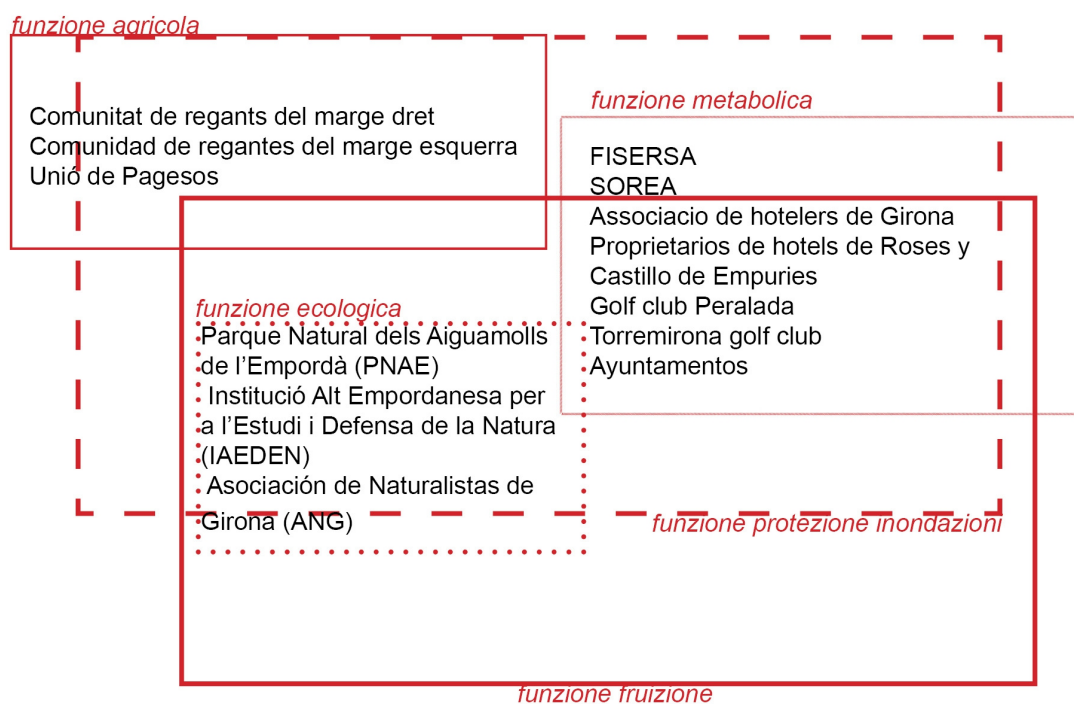 funzione agricola
Comunitat de regants del marge dret
Comunidad de regantes del marge esquerra
Unió de Pagesos
funzione metabolica
FISERSA
SOREA
Associacio de hotelers de Girona
Proprietarios de hotels de Roses y
Castillo de Empuries
Golf club Peralada
Torremirona golf club
Ayuntamentos
funzione ecologica
Parque Natural dels Aiguamolls
de l'Empordà (PNAE)
Institució Alt Empordanesa per
a l'Estudi i Defensa de la Natura
(IAEDEN)
Asociación de Naturalistas de
Girona (ANG)
funzione protezione inondazioni
funzione fruizione